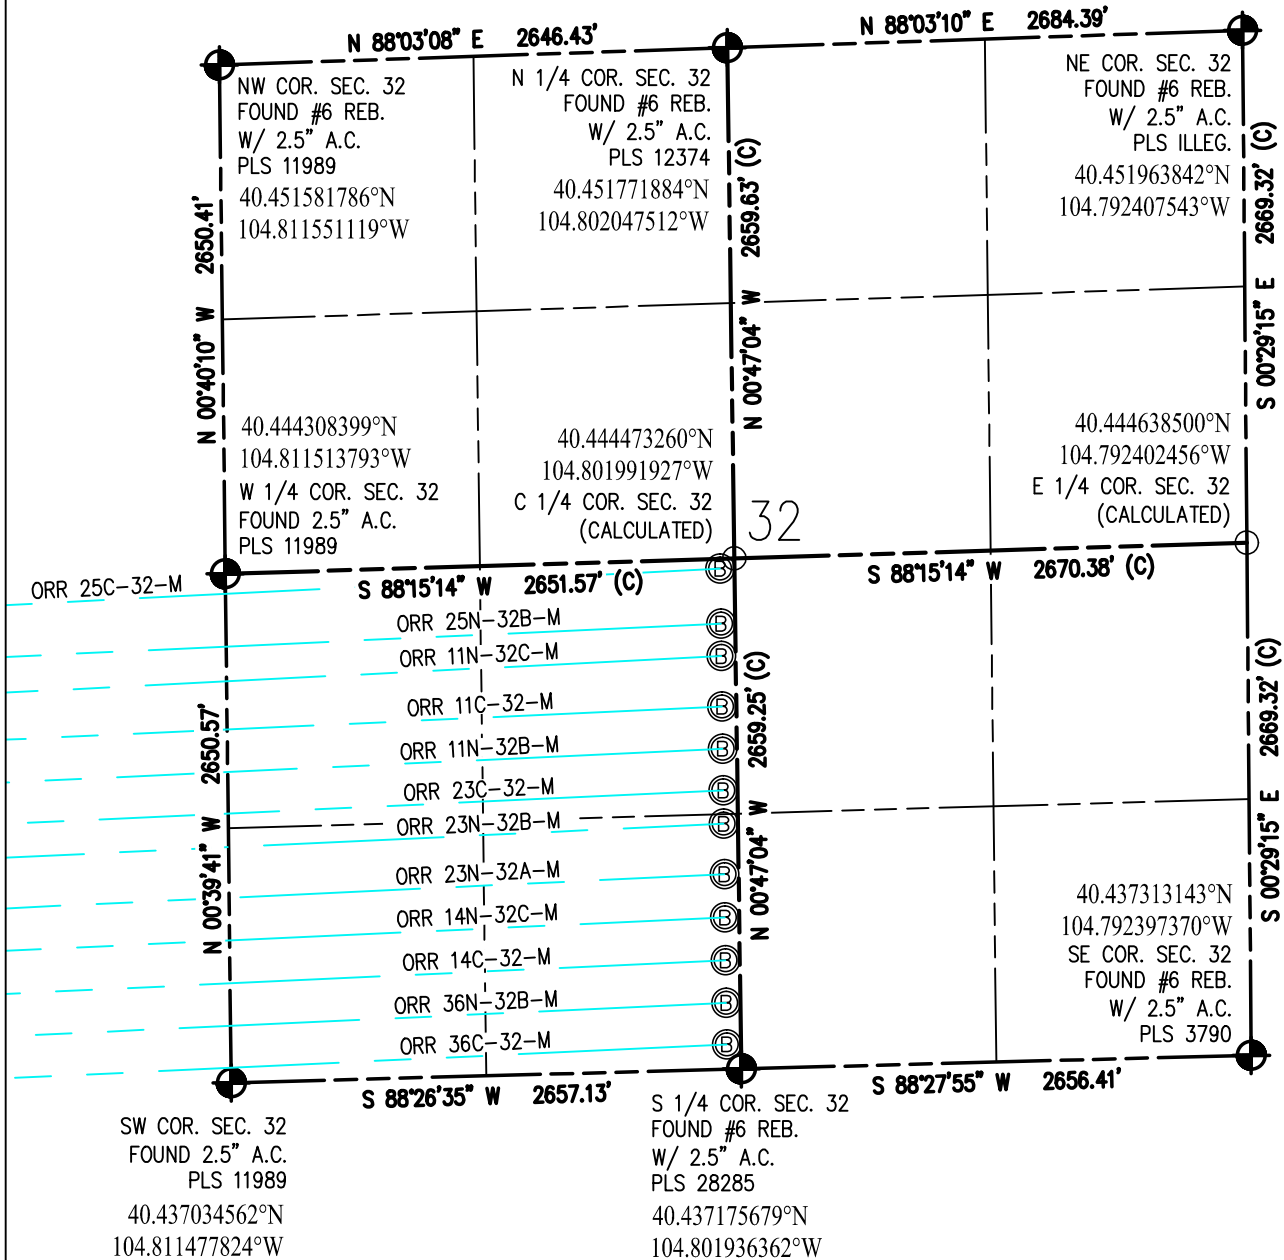 N 88°03'08" E 2646.43'
N 88°03'10" E 2684.39'
NW COR. SEC. 32
FOUND #6 REB.
W/ 2.5" A.C.
PLS 11989
40.451581786°N
104.811551119°W
N 1/4 COR. SEC. 32
FOUND #6 REB.
W/ 2.5" A.C.
PLS 12374
40.451771884°N
104.802047512°W
NE COR. SEC. 32
FOUND #6 REB.
W/ 2.5" A.C.
PLS ILLEG.
40.451963842°N
104.792407543°W
N 00°40'10" W 2650.41'
N 00°47'04" W 2659.63' (C)
S 00°29'15" E 2669.32' (C)
40.444308399°N
104.811513793°W
W 1/4 COR. SEC. 32
FOUND 2.5" A.C.
PLS 11989
40.444473260°N
104.801991927°W
C 1/4 COR. SEC. 32
(CALCULATED)
32
40.444638500°N
104.792402456°W
E 1/4 COR. SEC. 32
(CALCULATED)
S 88°15'14" W 2651.57' (C)
S 88°15'14" W 2670.38' (C)
ORR 25C-32-M
B
ORR 25N-32B-M
B
ORR 11N-32C-M
B
ORR 11C-32-M
B
ORR 11N-32B-M
B
ORR 23C-32-M
B
ORR 23N-32B-M
B
ORR 23N-32A-M
B
ORR 14N-32C-M
B
ORR 14C-32-M
B
ORR 36N-32B-M
B
ORR 36C-32-M
B
N 00°39'41" W 2650.57'
N 00°47'04" W 2659.25' (C)
S 00°29'15" E 2669.32' (C)
40.437313143°N
104.792397370°W
SE COR. SEC. 32
FOUND #6 REB.
W/ 2.5" A.C.
PLS 3790
S 88°26'35" W 2657.13'
S 88°27'55" W 2656.41'
SW COR. SEC. 32
FOUND 2.5" A.C.
PLS 11989
40.437034562°N
104.811477824°W
S 1/4 COR. SEC. 32
FOUND #6 REB.
W/ 2.5" A.C.
PLS 28285
40.437175679°N
104.801936362°W